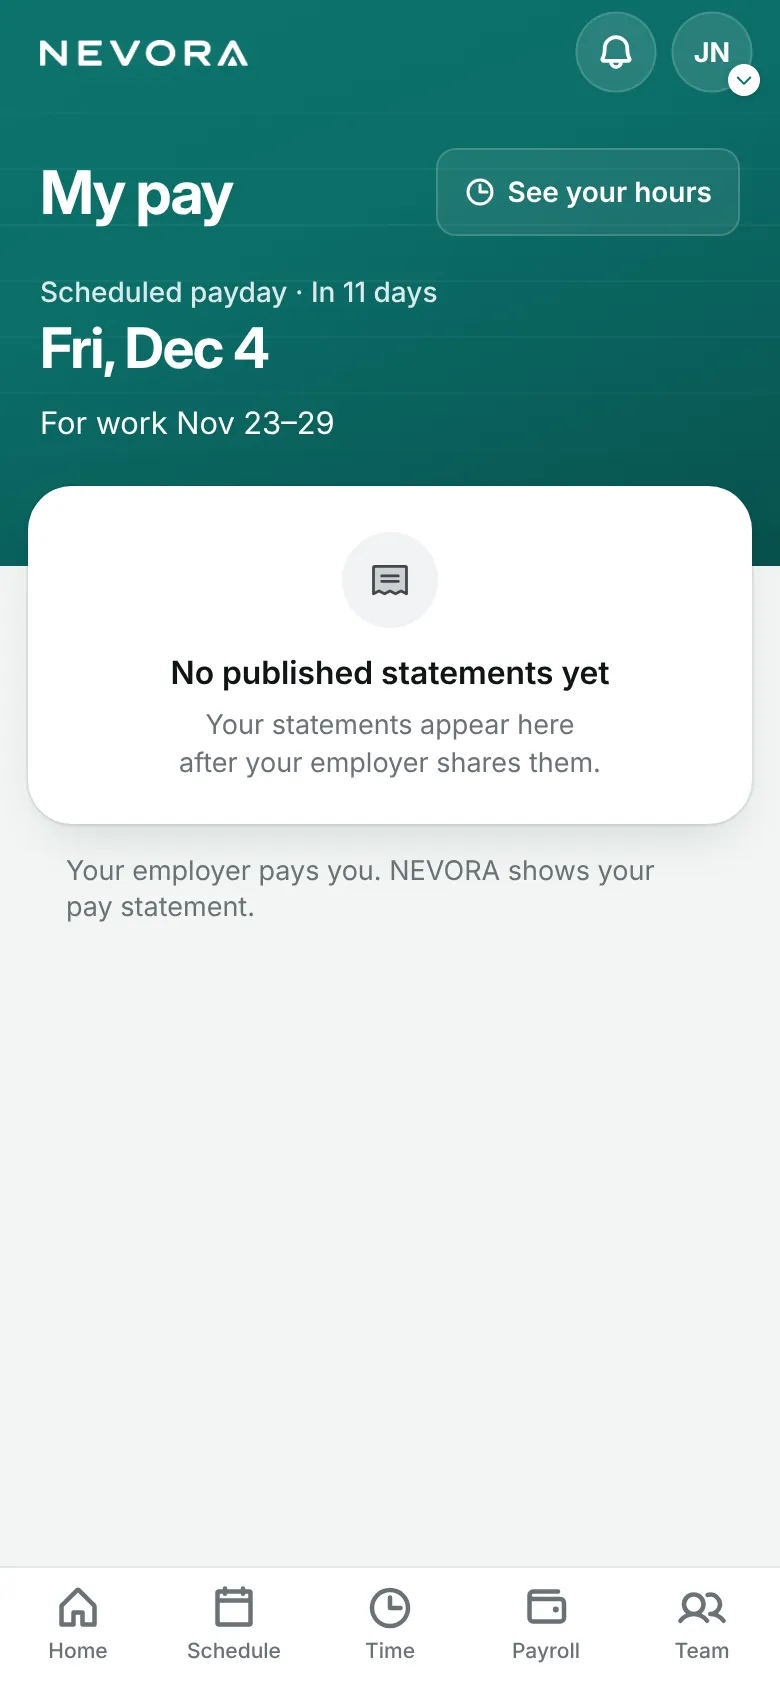 NEVORA
JN
My pay
See your hours
Scheduled payday · In 11 days
Fri, Dec 4
For work Nov 23–29
No published statements yet
Your statements appear here
after your employer shares them.
Your employer pays you. NEVORA shows your
pay statement.
Home
Schedule
Time
Payroll
Team